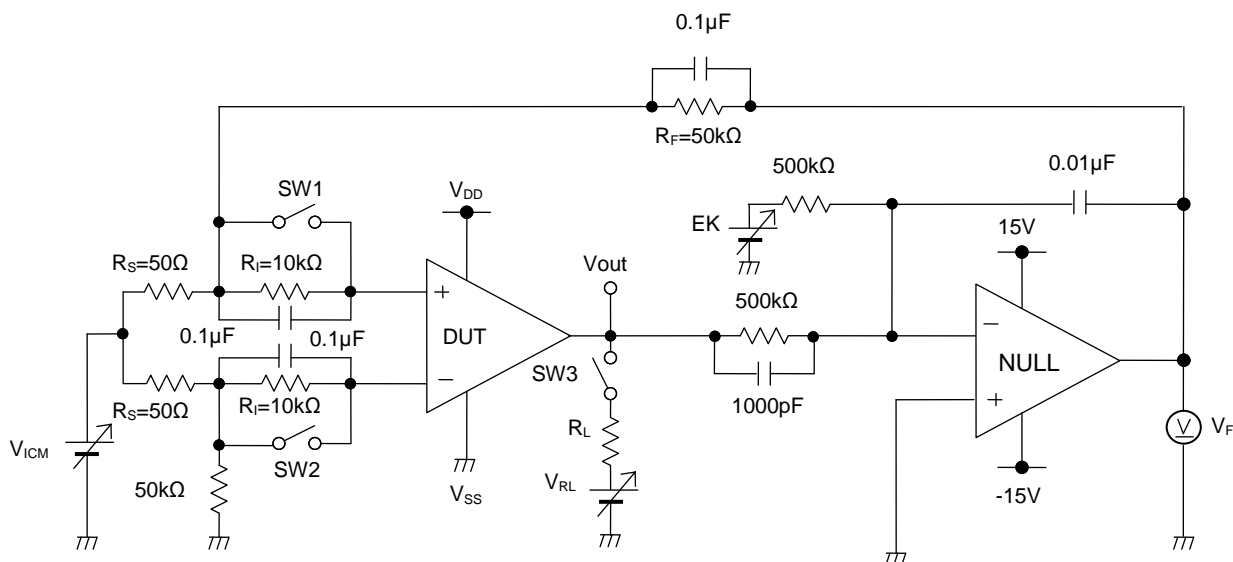 0.1µF
RF=50kΩ
500kΩ
0.01µF
SW1
VDD
EK
15V
RS=50Ω
RI=10kΩ
Vout
500kΩ
0.1µF
0.1µF
+
DUT
−
−
NULL
+
SW3
RS=50Ω
RI=10kΩ
1000pF
VICM
SW2
RL
V
VF
50kΩ
VSS
VRL
-15V